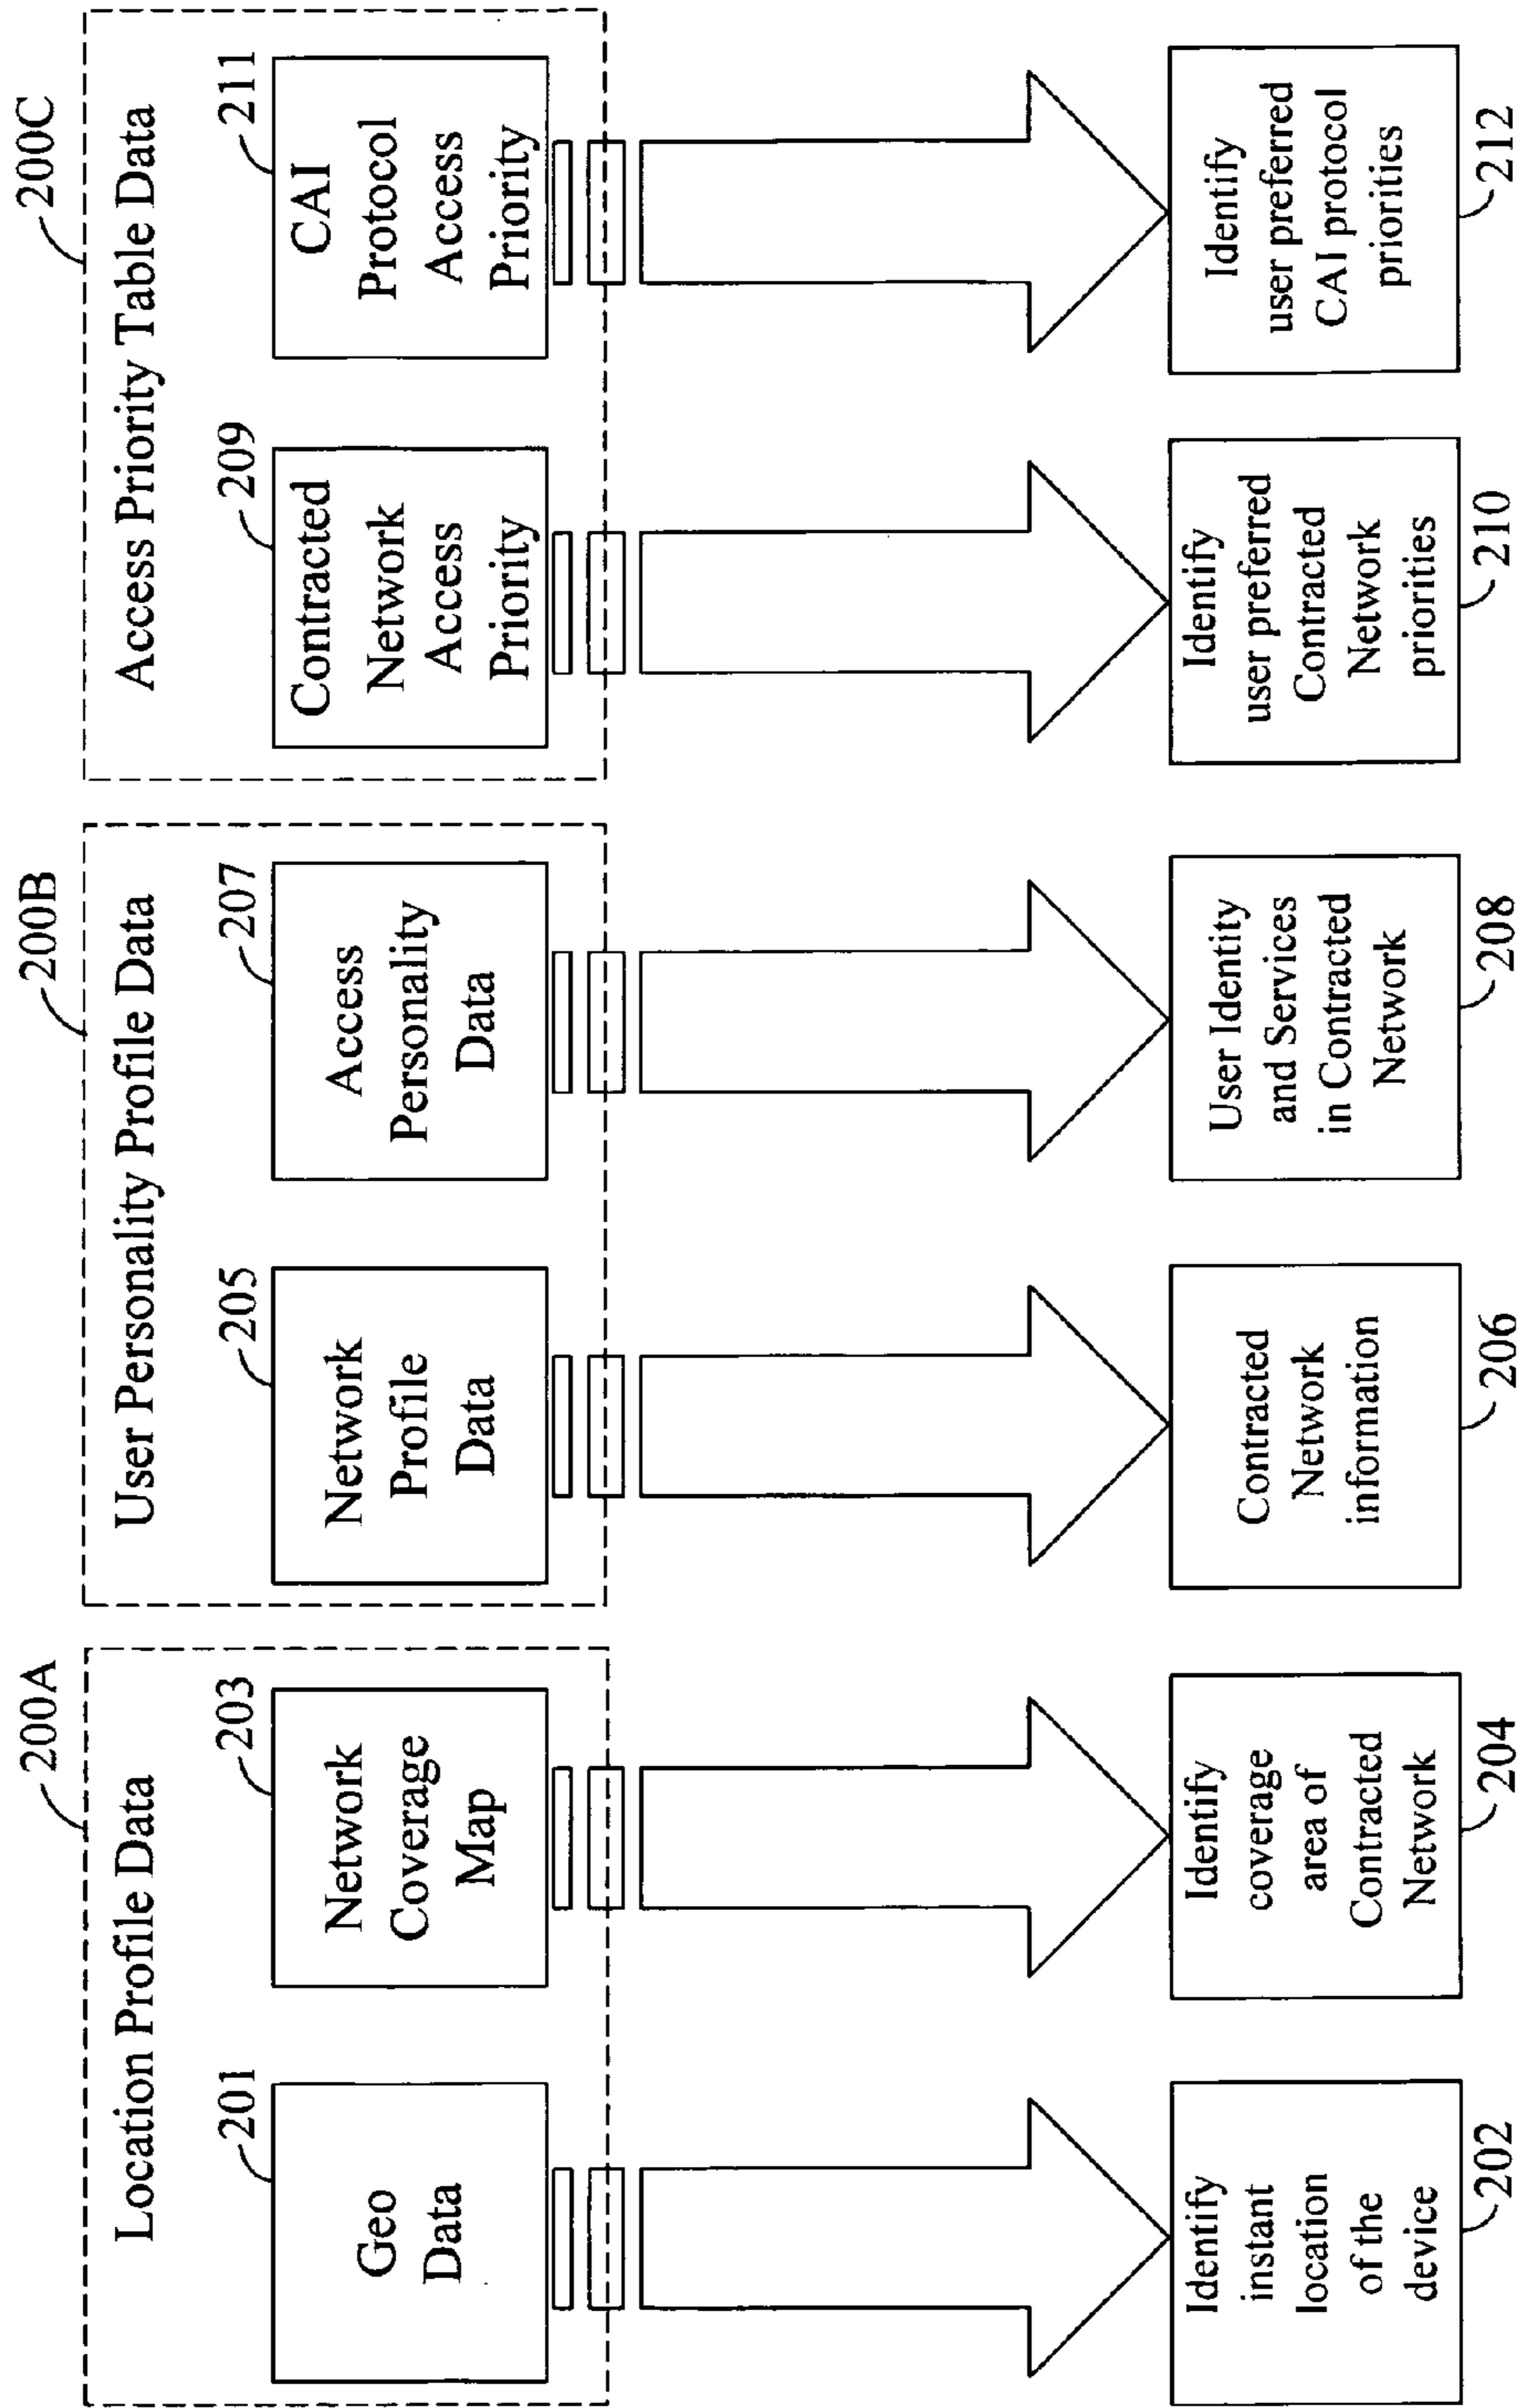 200A
Location Profile Data
201
Geo
Data
203
Network
Coverage
Map
Identify
instant
location
of the
device
202
Identify
coverage
area of
Contracted
Network
204
200B
User Personality Profile Data
205
Network
Profile
Data
207
Access
Personality
Data
Contracted
Network
information
206
User Identity
and Services
in Contracted
Network
208
200C
Access Priority Table Data
209
Contracted
Network
Access
Priority
211
CAI
Protocol
Access
Priority
Identify
user preferred
Contracted
Network
priorities
210
Identify
user preferred
CAI protocol
priorities
212